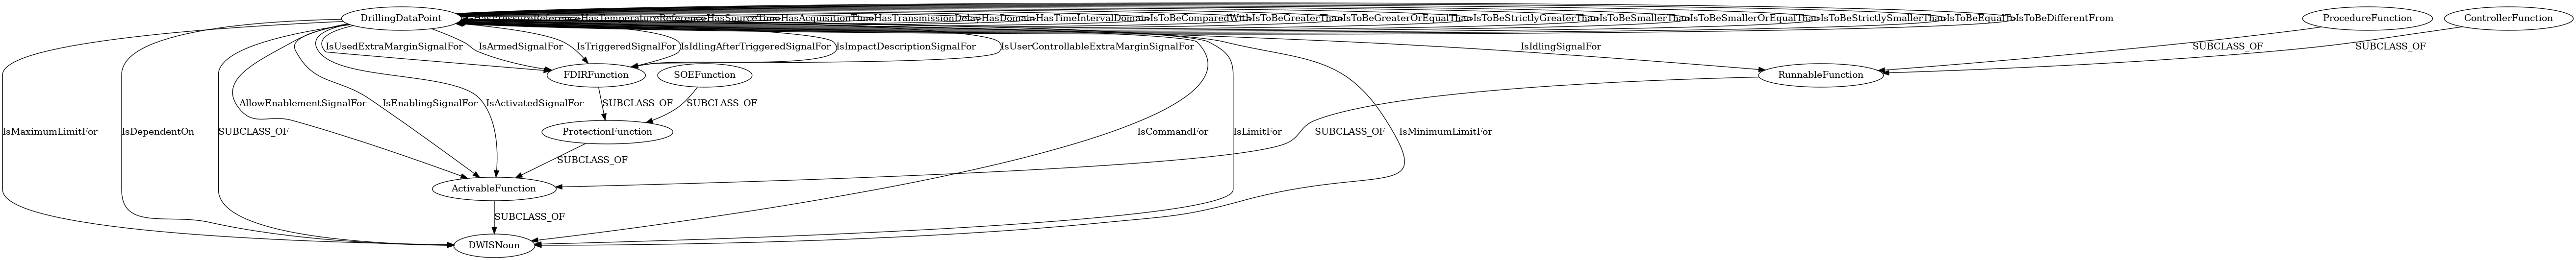 DrillingDataPoint
HasPressureReference
HasTemperatureReference
HasSourceTime
HasAcquisitionTime
HasTransmissionDelay
HasDomain
HasTimeIntervalDomain
IsToBeComparedWith
IsToBeGreaterThan
IsToBeGreaterOrEqualThan
IsToBeStrictlyGreaterThan
IsToBeSmallerThan
IsToBeSmallerOrEqualThan
IsToBeStrictlySmallerThan
IsToBeEqualTo
IsToBeDifferentFrom
ProcedureFunction
ControllerFunction
IsUsedExtraMarginSignalFor
IsArmedSignalFor
IsTriggeredSignalFor
IsIdlingAfterTriggeredSignalFor
IsImpactDescriptionSignalFor
IsUserControllableExtraMarginSignalFor
IsIdlingSignalFor
SUBCLASS_OF
SUBCLASS_OF
FDIRFunction
SOEFunction
RunnableFunction
AllowEnablementSignalFor
IsEnablingSignalFor
IsActivatedSignalFor
SUBCLASS_OF
SUBCLASS_OF
IsMaximumLimitFor
IsDependentOn
SUBCLASS_OF
ProtectionFunction
IsCommandFor
IsLimitFor
SUBCLASS_OF
IsMinimumLimitFor
SUBCLASS_OF
ActivableFunction
SUBCLASS_OF
DWISNoun